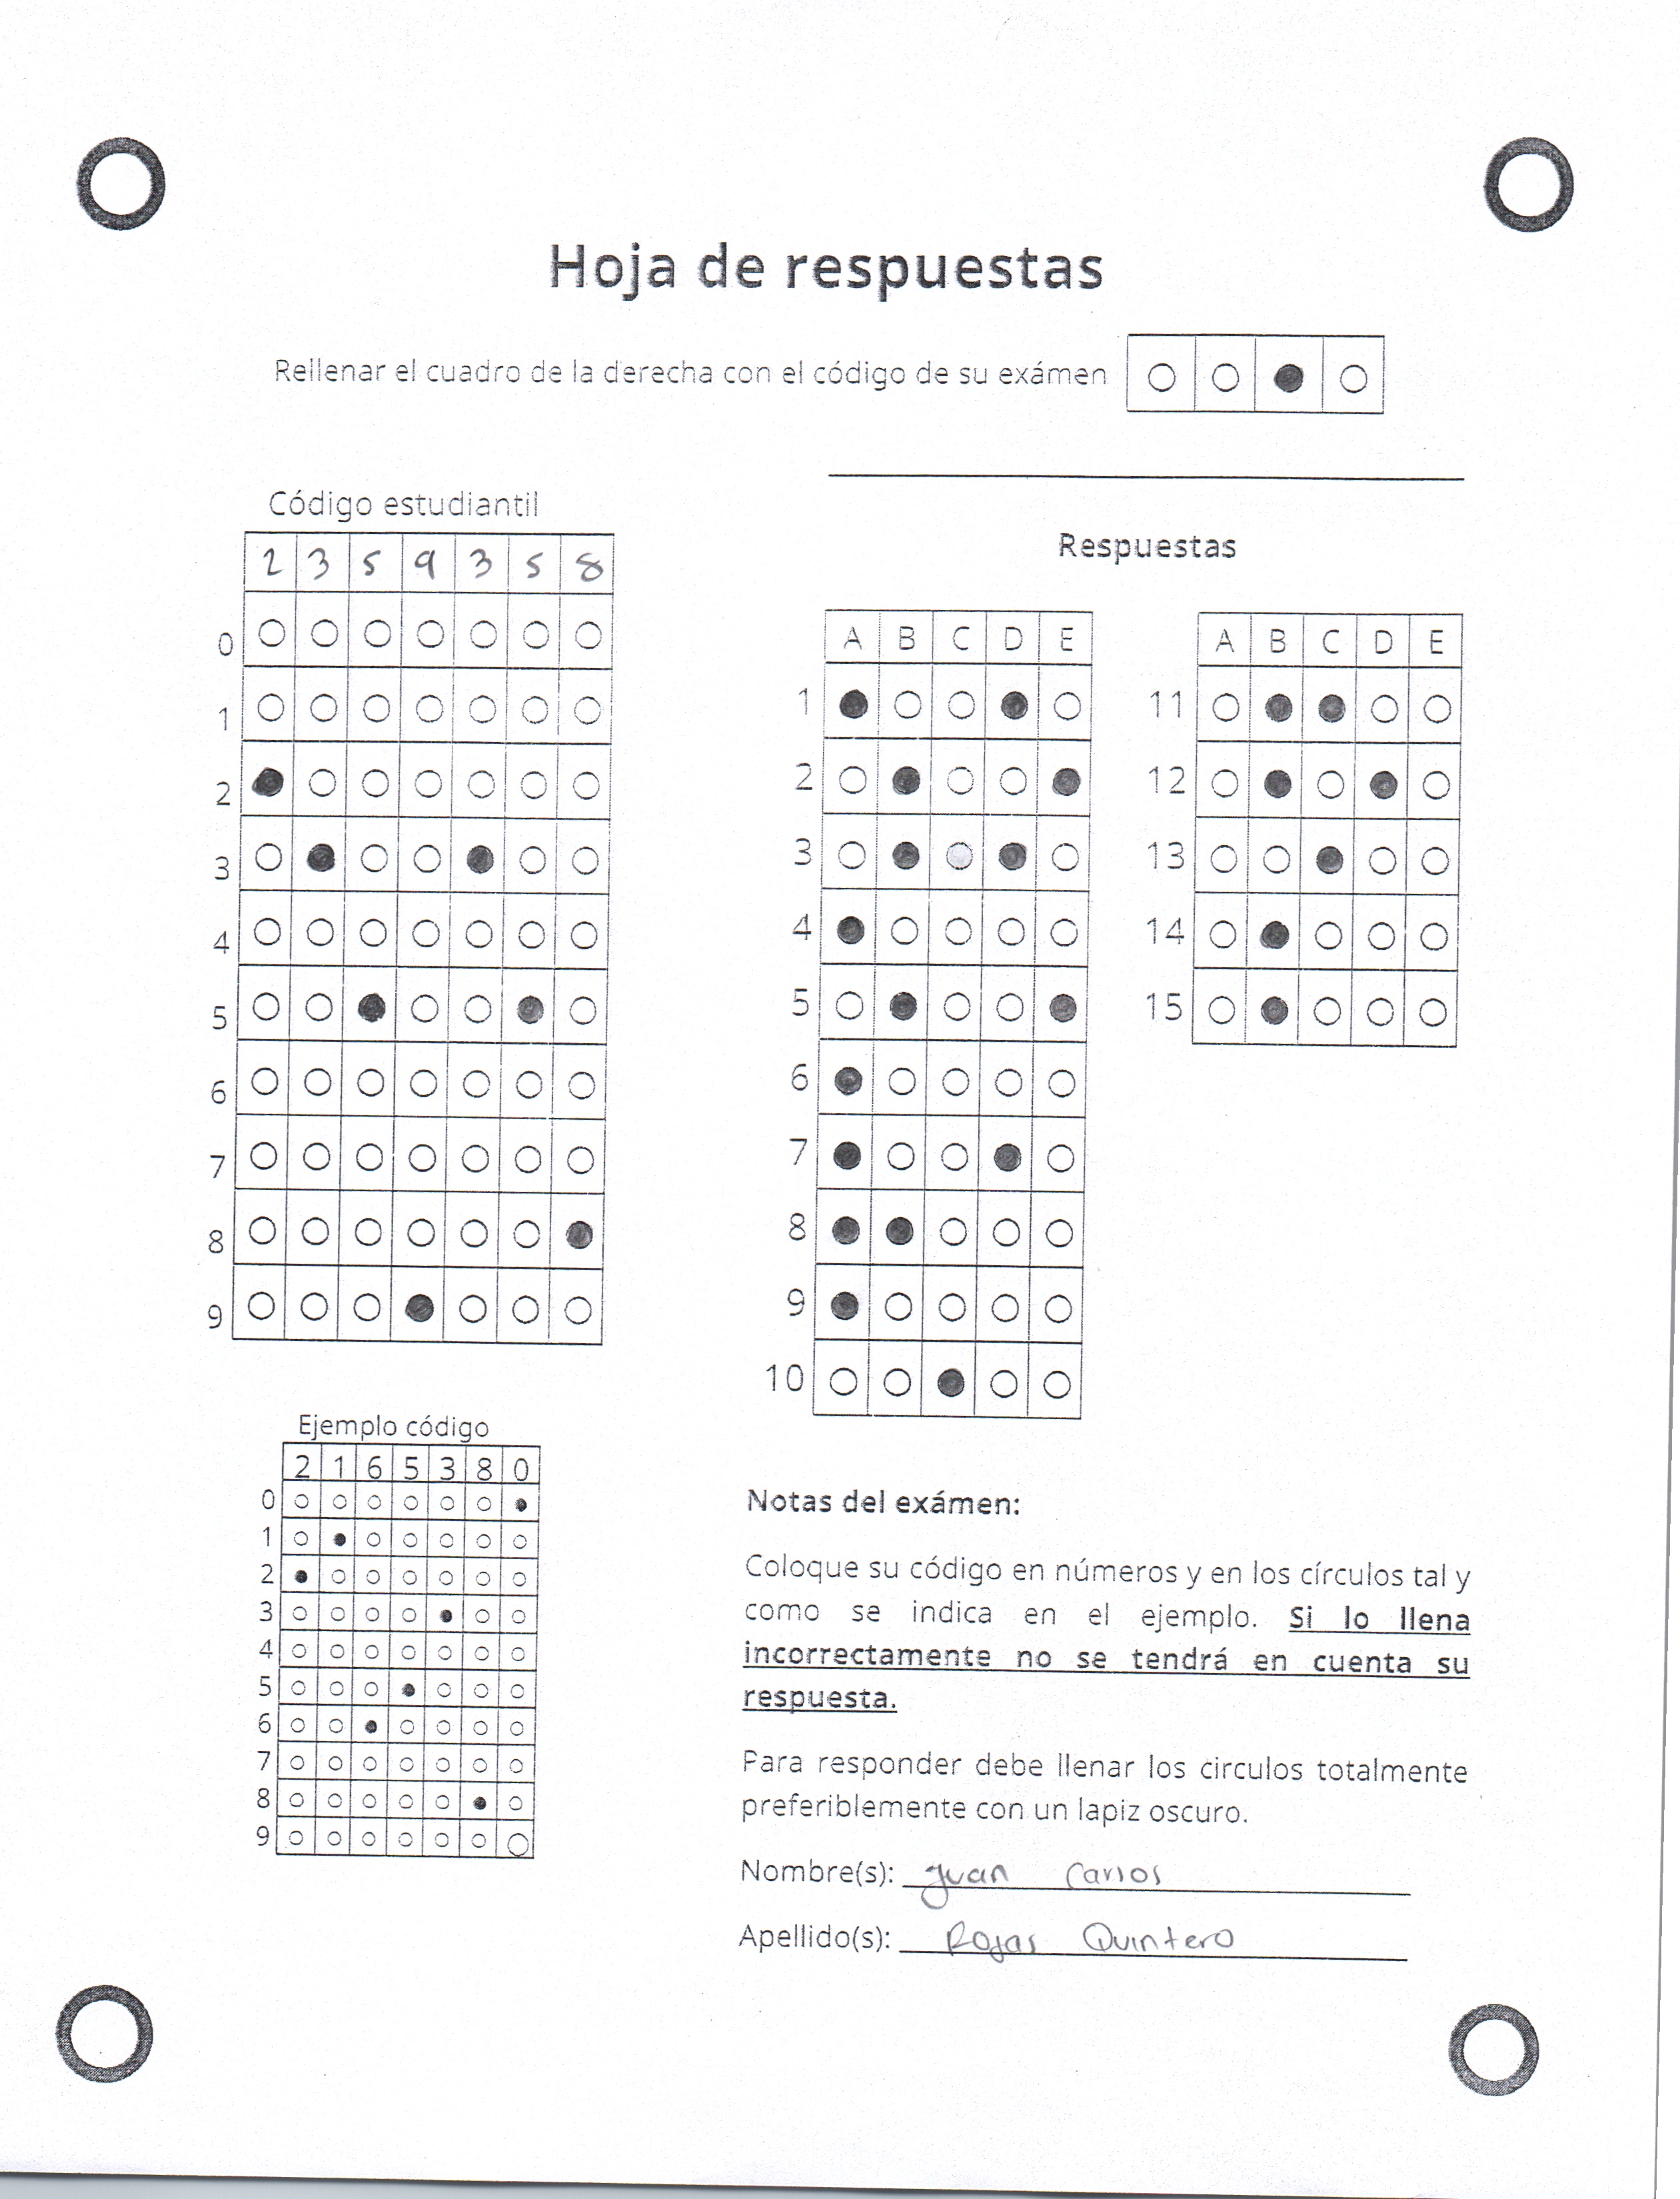 Hoja de respuestas
Rellenar el cuadro de la derecha con el código de su exámen
Código estudiantil
2 3 5 9 3 5 8
0
1
2
3
4
5
6
7
8
9
Respuestas
A B C D E
1
2
3
4
5
6
7
8
9
10
A B C D E
11
12
13
14
15
Ejemplo código
2 1 6 5 3 8 0
0
1
2
3
4
5
6
7
8
9
Notas del exámen:
Coloque su código en números y en los círculos tal y
como se indica en el ejemplo. Si lo llena
incorrectamente no se tendrá en cuenta su
respuesta.
Para responder debe llenar los circulos totalmente
preferiblemente con un lapiz oscuro.
Nombre(s): Juan Carlos
Apellido(s): Rojas Quintero